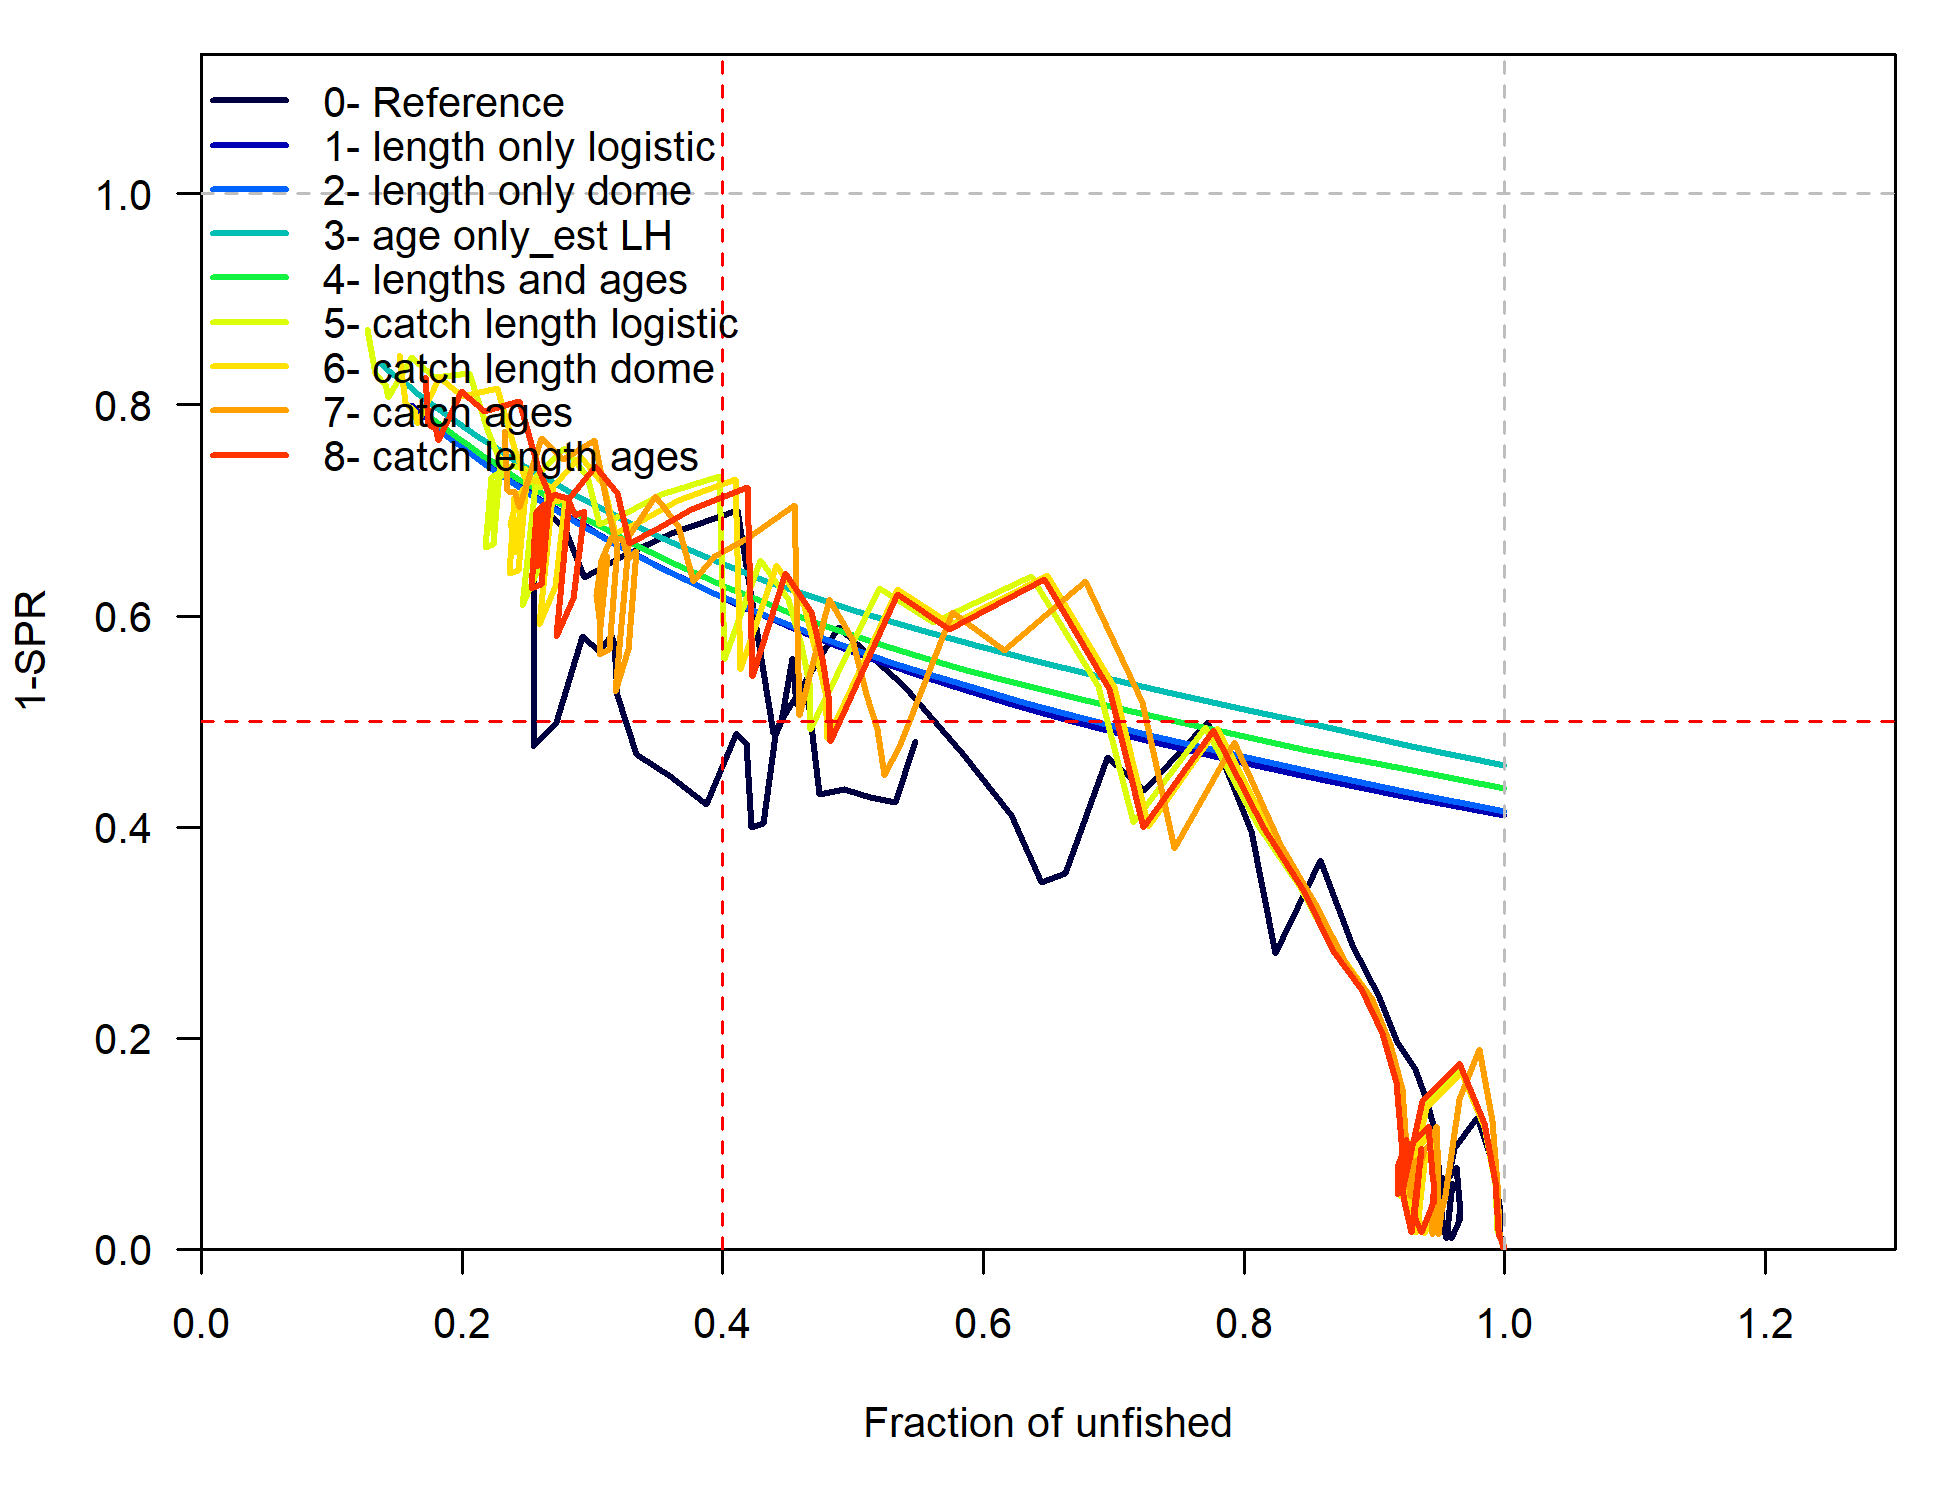 0- Reference
1- length only logistic
2- length only dome
3- age only_est LH
4- lengths and ages
5- catch length logistic
6- catch length dome
7- catch ages
8- catch length ages
1.0
0.8
0.6
0.4
0.2
0.0
1-SPR
0.0 0.2 0.4 0.6 0.8 1.0 1.2
Fraction of unfished